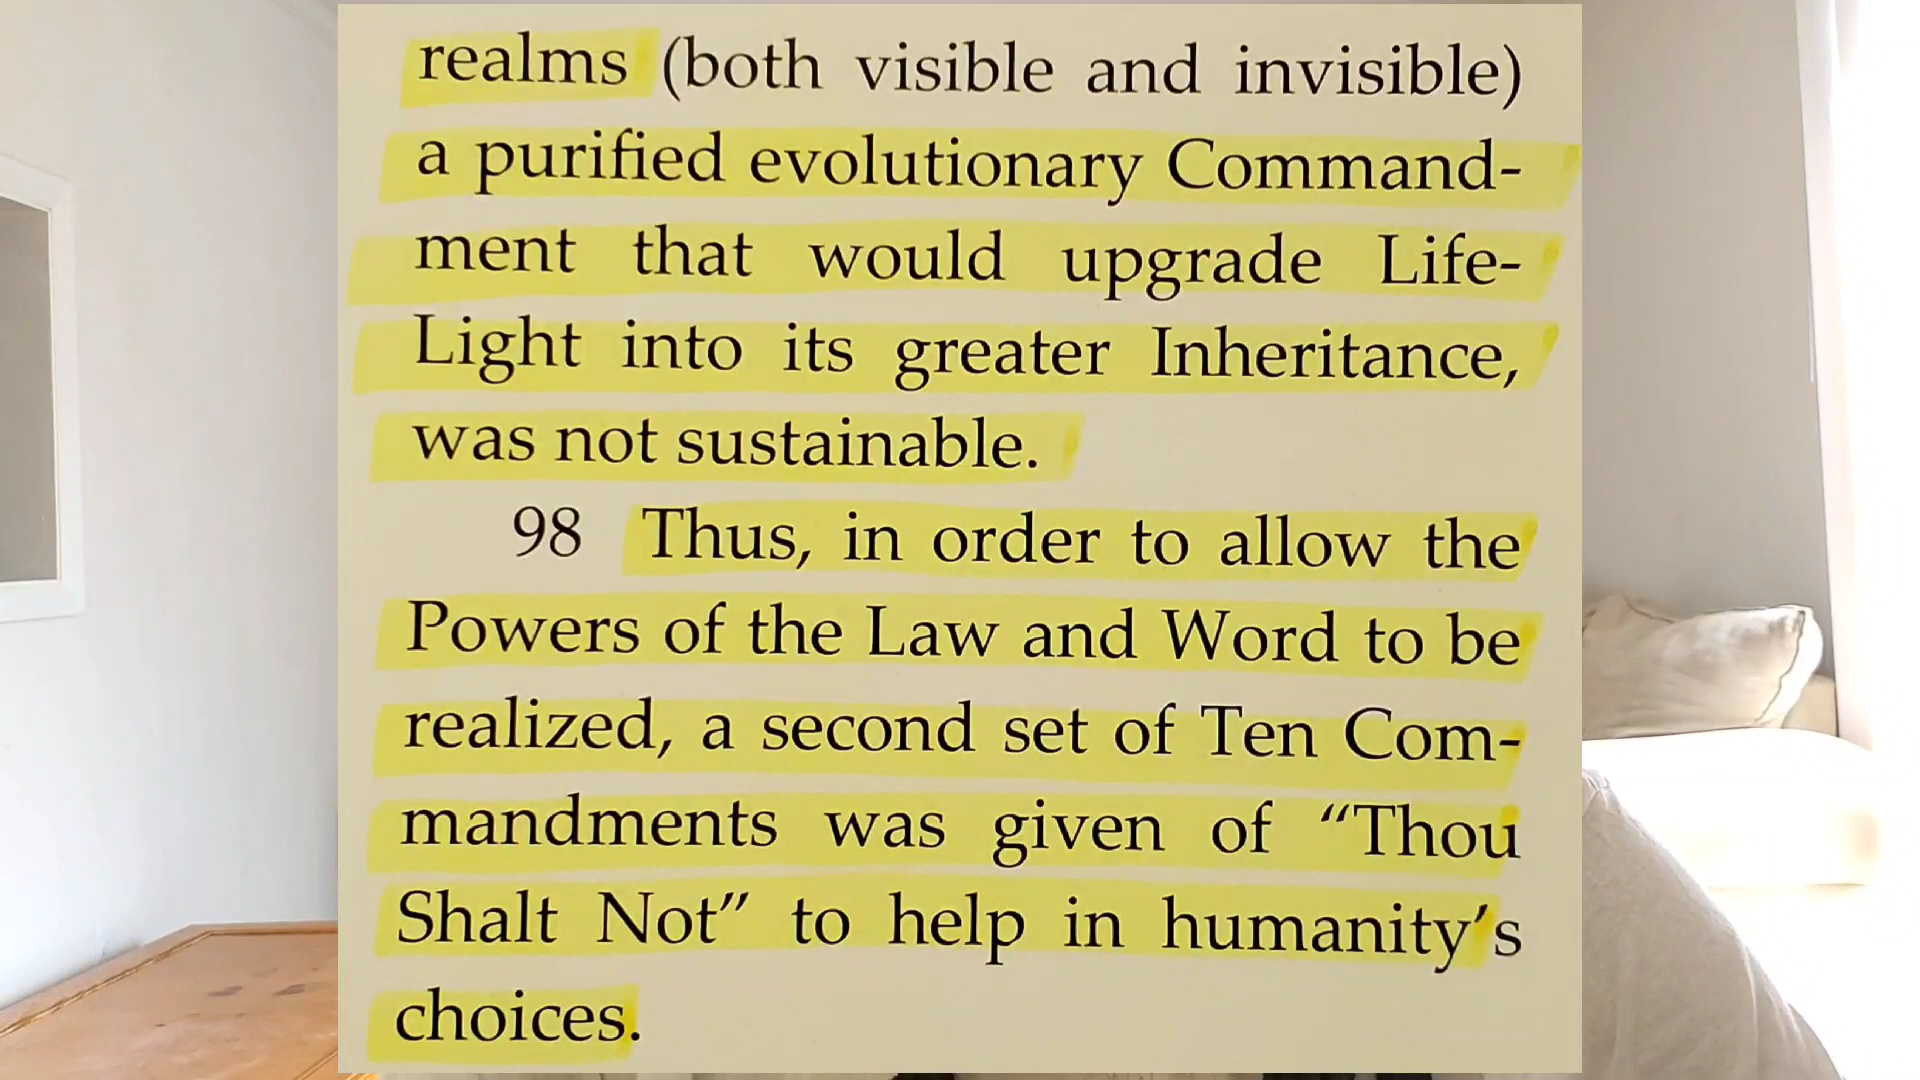 realms (both visible and invisible)
a purified evolutionary Command-
ment that would upgrade Life-
Light into its greater Inheritance,
was not sustainable.
98 Thus, in order to allow the
Powers of the Law and Word to be
realized, a second set of Ten Com-
mandments was given of “Thou
Shalt Not” to help in humanity’s
choices.